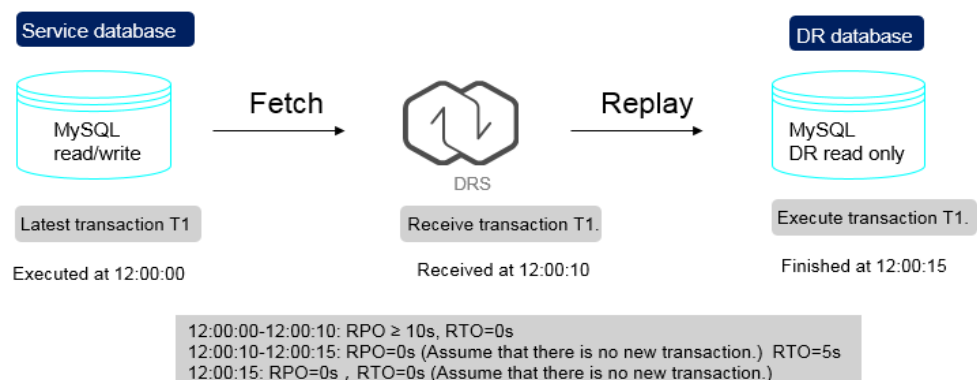 Service database
DR database
Fetch
Replay
MySQL
read/write
MySQL
DR read only
DRS
Latest transaction T1
Receive transaction T1.
Execute transaction T1.
Executed at 12:00:00
Received at 12:00:10
Finished at 12:00:15
12:00:00-12:00:10: RPO ≥ 10s, RTO=0s
12:00:10-12:00:15: RPO=0s (Assume that there is no new transaction.) RTO=5s
12:00:15: RPO=0s , RTO=0s (Assume that there is no new transaction.)